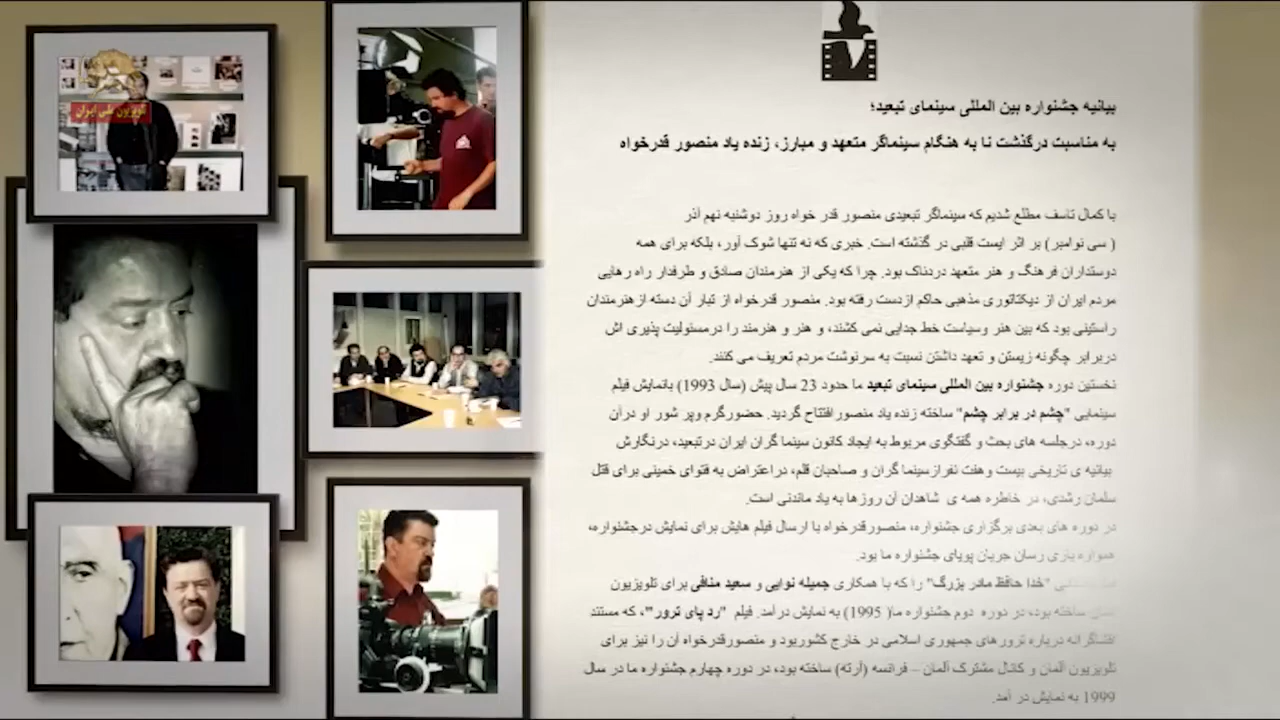 تلویزیون ملی ایران
بیانیه جشنواره بین المللی سینمای تبعید؛
به مناسبت درگذشت نا به هنگام سینماگر متعهد و مبارز، زنده یاد منصور قدرخواه
با کمال تاسف مطلع شدیم که سینماگر تبعیدی منصور قدر خواه روز دوشنبه نهم آذر
( سی نوامبر) بر اثر ایست قلبی در گذشته است. خبری که نه تنها شوک آور، بلکه برای همه
دوستداران فرهنگ و هنر متعهد دردناک بود. چرا که یکی از هنرمندان صادق و طرفدار راه رهایی
مردم ایران از دیکتاتوری مذهبی حاکم ازدست رفته بود. منصور قدرخواه از تبار آن دسته ازهنرمندان
راستینی بود که بین هنر وسیاست خط جدایی نمی کشند، و هنر و هنرمند را درمسئولیت پذیری اش
دربرابر چگونه زیستن و تعهد داشتن نسبت به سرنوشت مردم تعریف می کنند.
نخستین دوره جشنواره بین المللی سینمای تبعید ما حدود 23 سال پیش (سال 1993) بانمایش فیلم
سینمایی "چشم در برابر چشم" ساخته زنده یاد منصورافتتاح گردید. حضورگرم وپر شور او درآن
دوره، درجلسه های بحث و گفتگوی مربوط به ایجاد کانون سینما گران ایران درتبعید، درنگارش
بیانیه ی تاریخی بیست وهفت نفرازسینما گران و صاحبان قلم، دراعتراض به فتوای خمینی برای قتل
سلمان رشدی، در خاطره همه ی شاهدان آن روزها به یاد ماندنی است.
در دوره های بعدی برگزاری جشنواره، منصورقدرخواه با ارسال فیلم هایش برای نمایش درجشنواره،
همواره یاری رسان جریان پویای جشنواره ما بود.
"خدا حافظ مادر بزرگ" را که با همکاری جمیله نوایی و سعید منافی برای تلویزیون
ساخته بود، در دوره دوم جشنواره ما( 1995) به نمایش درآمد. فیلم "رد پای ترور"، که مستند
افشاگرانه درباره ترورهای جمهوری اسلامی در خارج کشوربود و منصورقدرخواه آن را نیز برای
تلویزیون آلمان و کانال مشترک آلمان – فرانسه (آرته) ساخته بود، در دوره چهارم جشنواره ما در سال
1999 به نمایش در آمد.